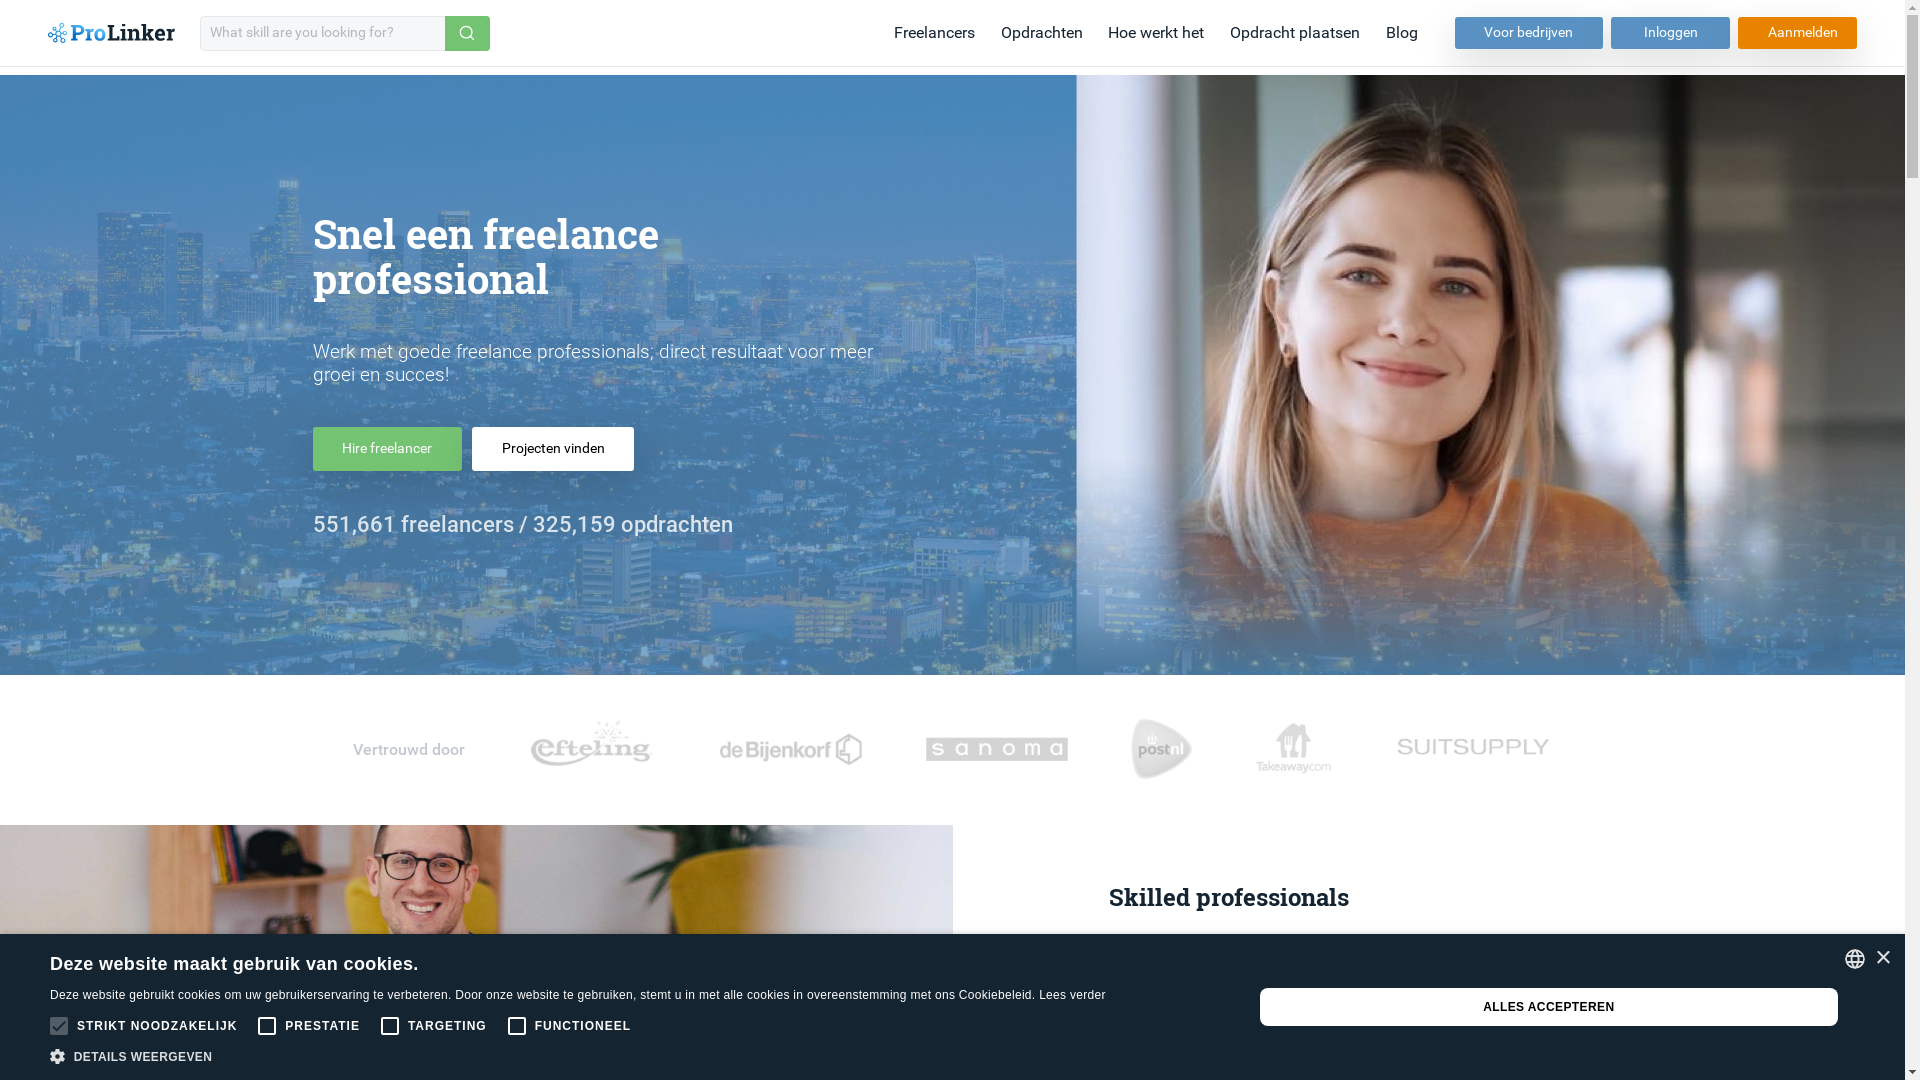 ProLinker
What skill are you looking for?
Freelancers
Opdrachten
Hoe werkt het
Opdracht plaatsen
Blog
Voor bedrijven
Inloggen
Aanmelden
Snel een freelance
professional
Werk met goede freelance professionals; direct resultaat voor meer
groei en succes!
Hire freelancer
Projecten vinden
551,661 freelancers / 325,159 opdrachten
Vertrouwd door
efteling
de Bijenkorf
sanoma
postnl
Takeaway.com
SUITSUPPLY
Skilled professionals
Deze website maakt gebruik van cookies.
Deze website gebruikt cookies om uw gebruikerservaring te verbeteren. Door onze website te gebruiken, stemt u in met alle cookies in overeenstemming met ons Cookiebeleid. Lees verder
STRIKT NOODZAKELIJK
PRESTATIE
TARGETING
FUNCTIONEEL
DETAILS WEERGEVEN
ALLES ACCEPTEREN
×